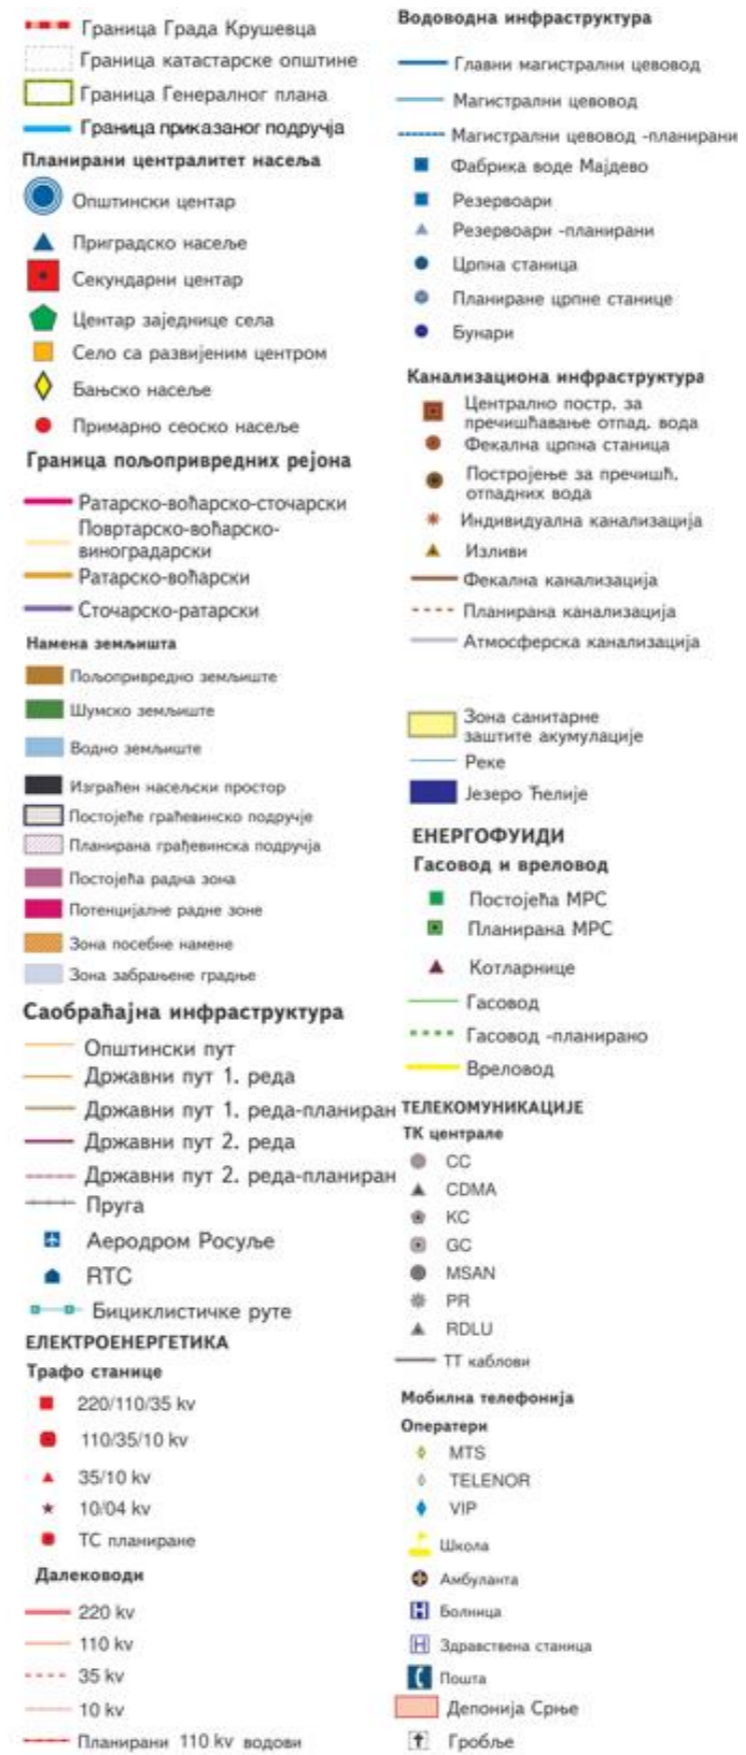 Граница Града Крушевца
Граница катастарске општине
Граница Генералног плана
Граница приказаног подручја
Планирани централитет насеља
Општински центар
Приградско насеље
Секундарни центар
Центар заједнице села
Село са развијеним центром
Бањско насеље
Примарно сеоско насеље
Граница пољопривредних рејона
Ратарско-воћарско-сточарски
Повртарско-воћарско-
виноградарски
Ратарско-воћарски
Сточарско-ратарски
Намена земљишта
Пољопривредно земљиште
Шумско земљиште
Водно земљиште
Изграђен насељски простор
Постојеће грађевинско подручје
Планирана грађевинска подручја
Постојећа радна зона
Потенцијалне радне зоне
Зона посебне намене
Зона забрањене градње
Саобраћајна инфраструктура
Општински пут
Државни пут 1. реда
Државни пут 1. реда-планиран
Државни пут 2. реда
Државни пут 2. реда-планиран
Пруга
Аеродром Росуље
RTC
Бициклистичке руте
ЕЛЕКТРОЕНЕРГЕТИКА
Трафо станице
220/110/35 kv
110/35/10 kv
35/10 kv
10/04 kv
ТС планиране
Далеководи
220 kv
110 kv
35 kv
10 kv
Планирани 110 kv водови
Водоводна инфраструктура
Главни магистрални цевовод
Магистрални цевовод
Магистрални цевовод -планирани
Фабрика воде Мајдево
Резервоари
Резервоари -планирани
Црпна станица
Планиране црпне станице
Бунари
Канализациона инфраструктура
Централно постр. за
пречишћавање отпад. вода
Фекална црпна станица
Постројење за пречишћ.
отпадних вода
Индивидуална канализација
Изливи
Фекална канализација
Планирана канализација
Атмосферска канализација
Зона санитарне
заштите акумулације
Реке
Језеро Ћелије
ЕНЕРГОФУИДИ
Гасовод и вреловод
Постојећа МРС
Планирана МРС
Котларнице
Гасовод
Гасовод -планирано
Вреловод
ТЕЛЕКОМУНИКАЦИЈЕ
ТК централе
CC
CDMA
KC
GC
MSAN
PR
RDLU
ТТ каблови
Мобилна телефонија
Оператери
MTS
TELENOR
VIP
Школа
Амбуланта
Болница
Здравствена станица
Пошта
Депонија Срње
Гробље